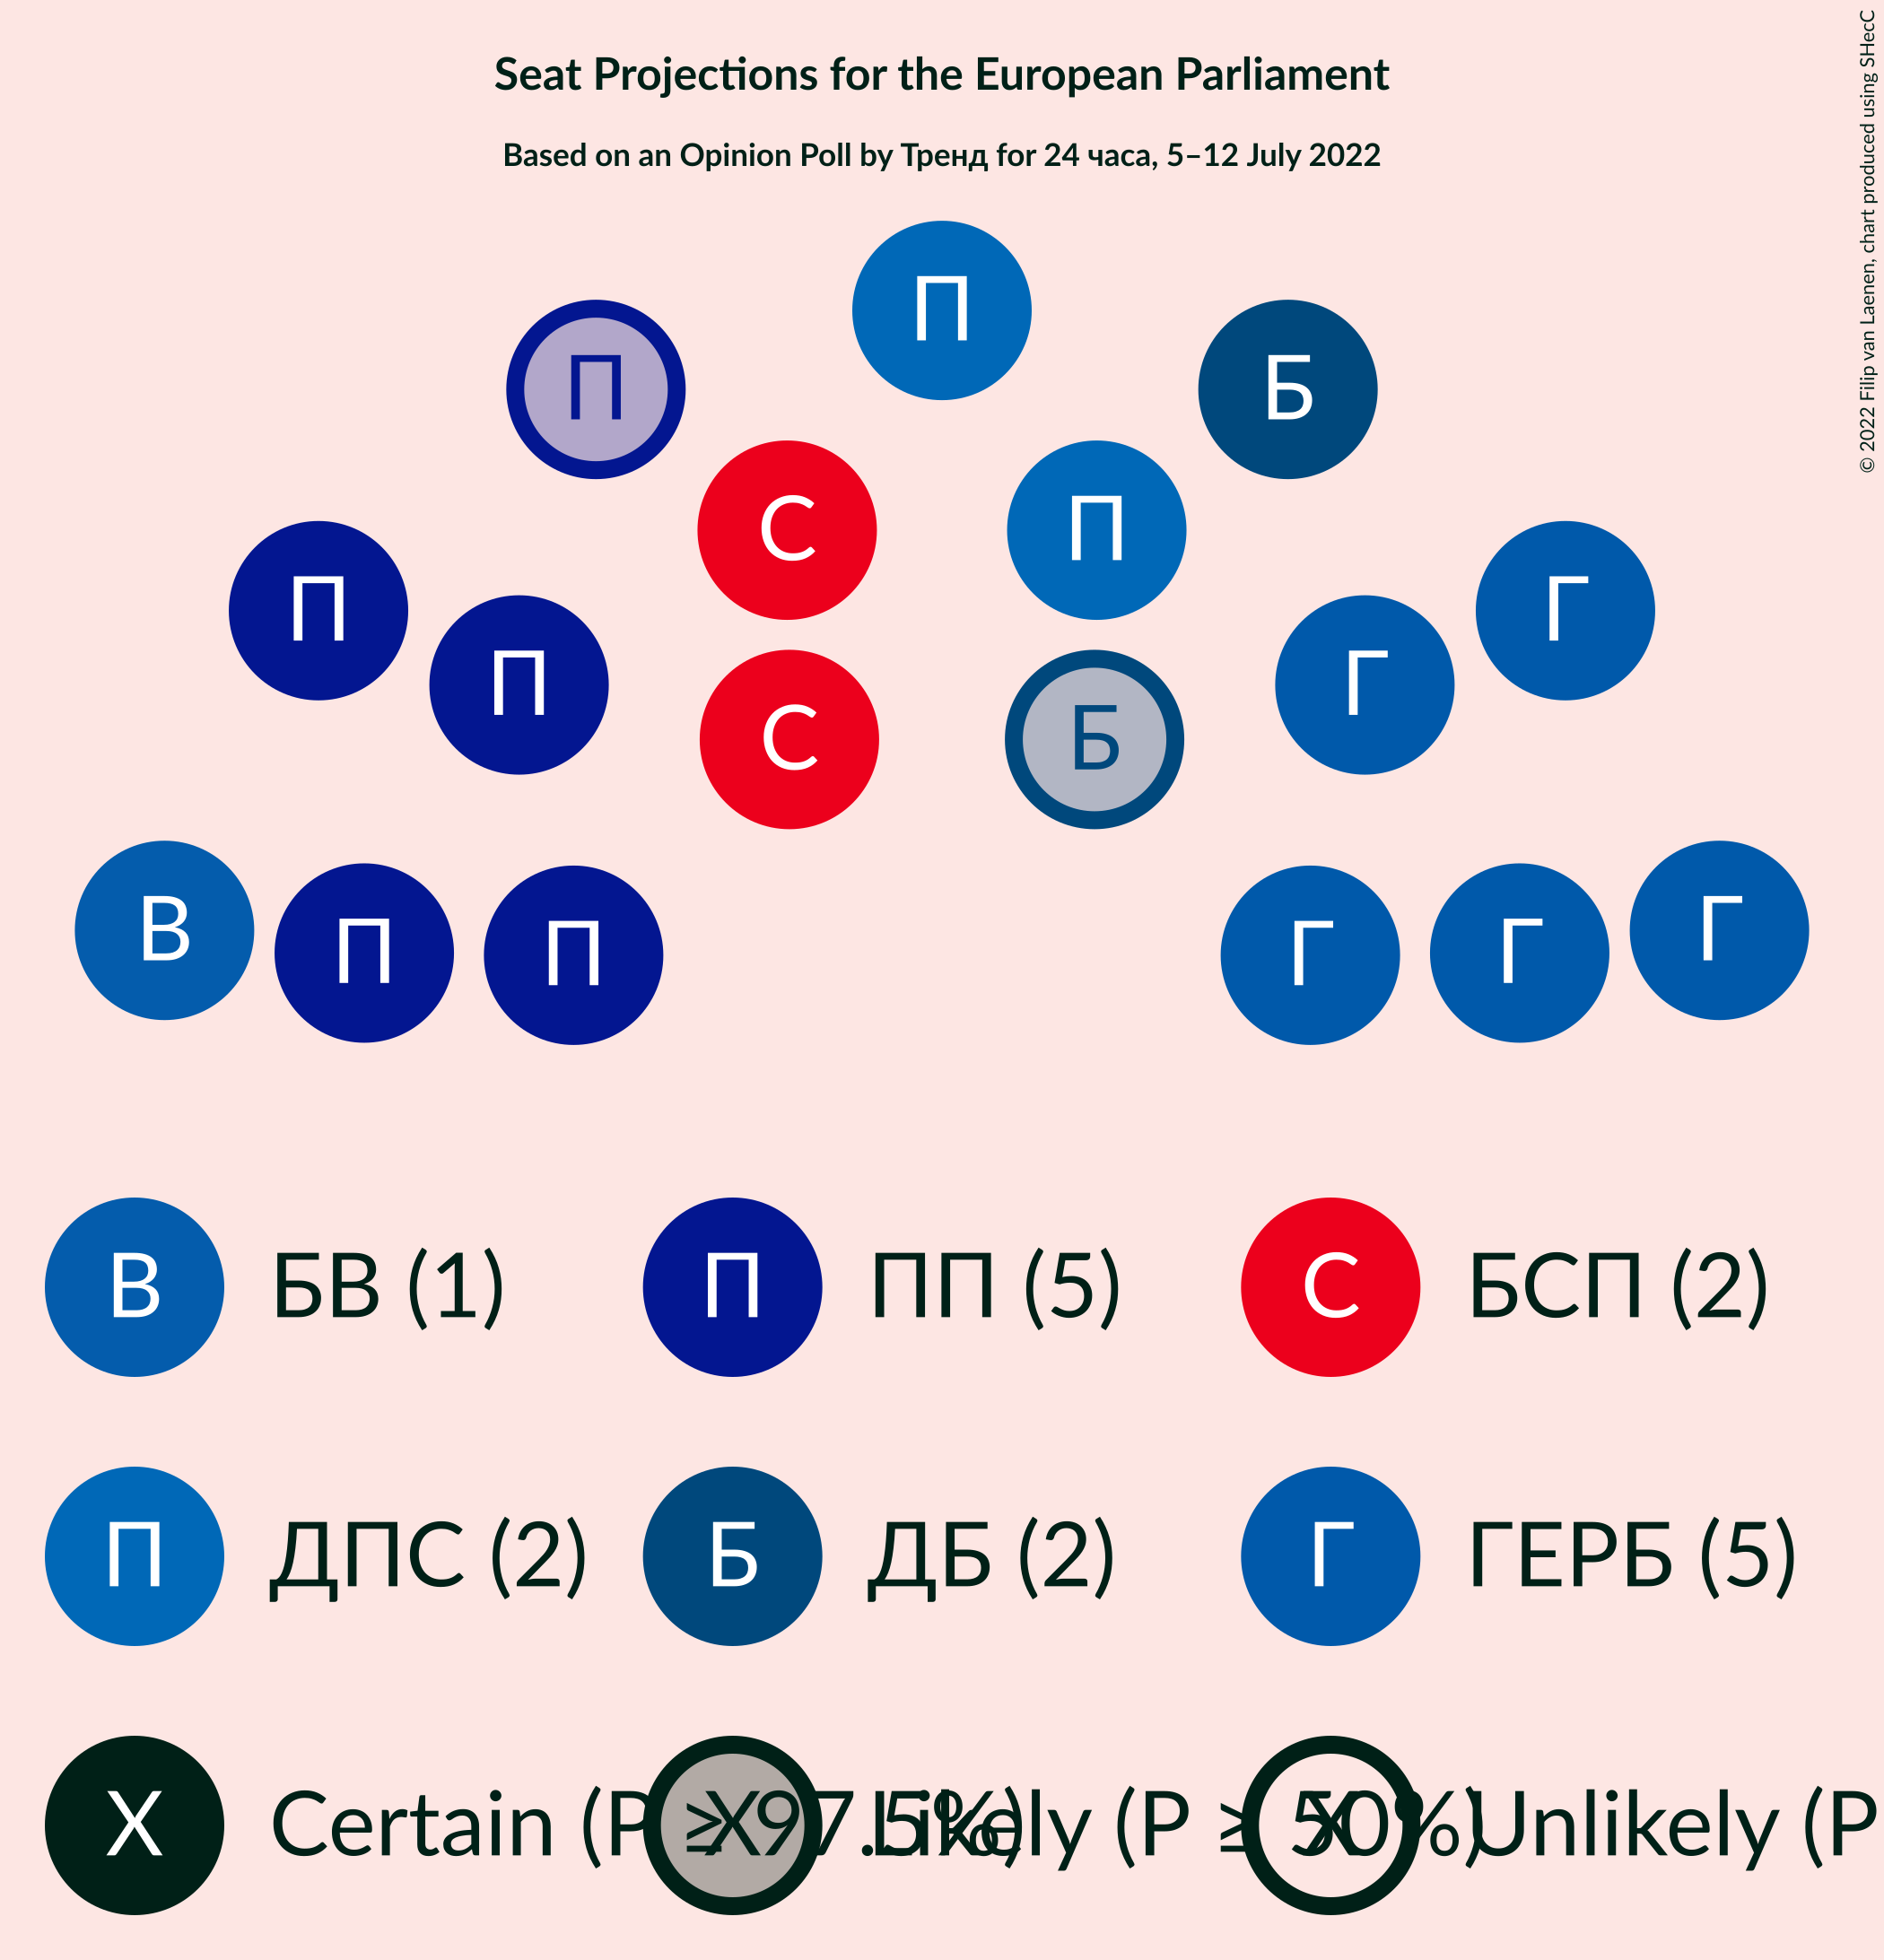 Seat Projections for the European Parliament
Based on an Opinion Poll by Тренд for 24 часа, 5–12 July 2022
© 2022 Filip van Laenen, chart produced using SHecC
П
П Б
С П
П Г
П Г
С Б
В Г
П Г
П Г
В БВ (1) П ПП (5) С БСП (2)
П ДПС (2) Б ДБ (2) Г ГЕРБ (5)
X Certain (P ≥ 97.5%) X Likely (P ≥ 50%) X Unlikely (P